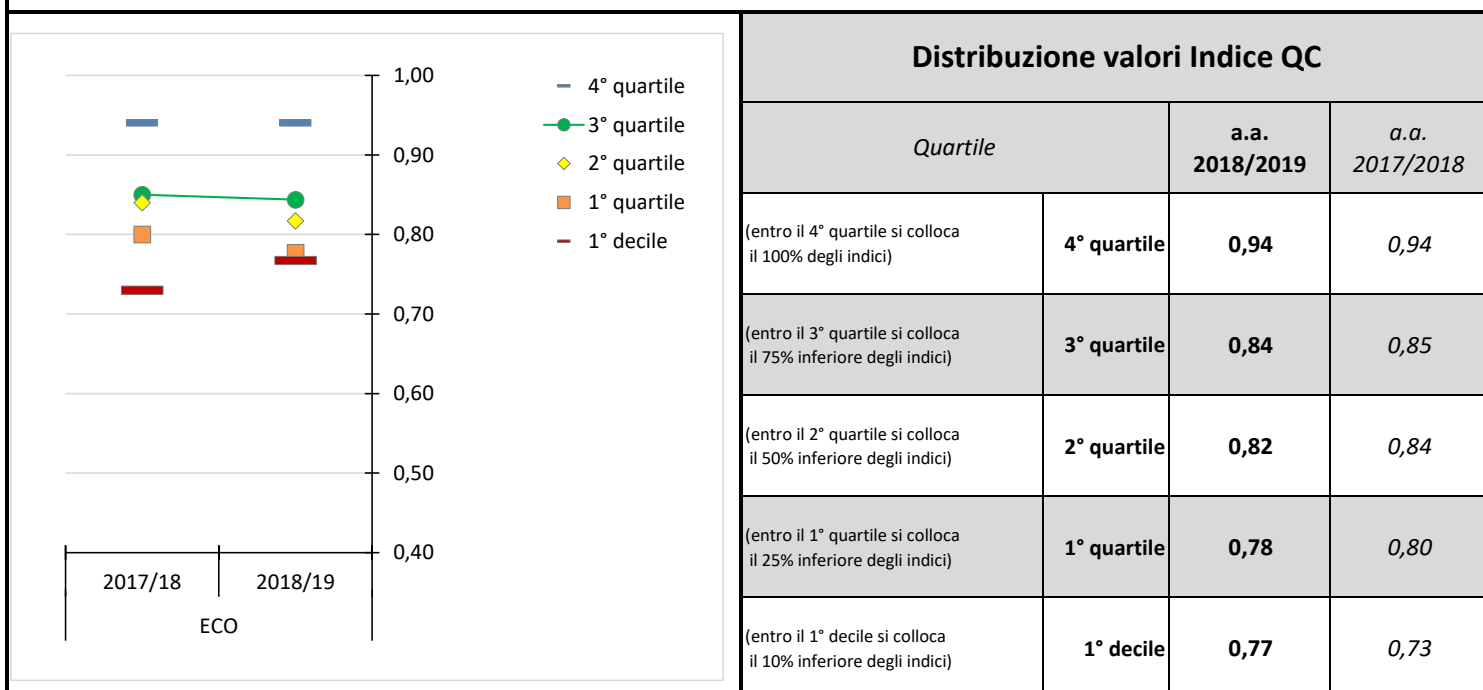 1,00
0,90
0,80
0,70
0,60
0,50
0,40
2017/18
2018/19
ECO
4° quartile
3° quartile
2° quartile
1° quartile
1° decile
Distribuzione valori Indice QC
Quartile
a.a.
2018/2019
a.a.
2017/2018
(entro il 4° quartile si colloca
il 100% degli indici)
4° quartile
0,94
0,94
(entro il 3° quartile si colloca
il 75% inferiore degli indici)
3° quartile
0,84
0,85
(entro il 2° quartile si colloca
il 50% inferiore degli indici)
2° quartile
0,82
0,84
(entro il 1° quartile si colloca
il 25% inferiore degli indici)
1° quartile
0,78
0,80
(entro il 1° decile si colloca
il 10% inferiore degli indici)
1° decile
0,77
0,73